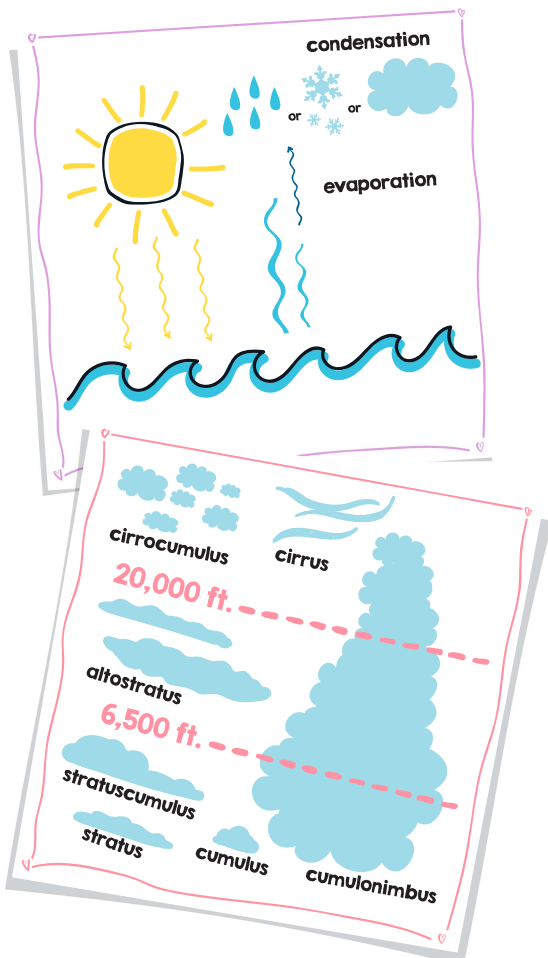 condensation
or
or
evaporation
cirrocumulus
cirrus
20,000 ft.
altostratus
6,500 ft.
stratuscumulus
stratus
cumulus
cumulonimbus